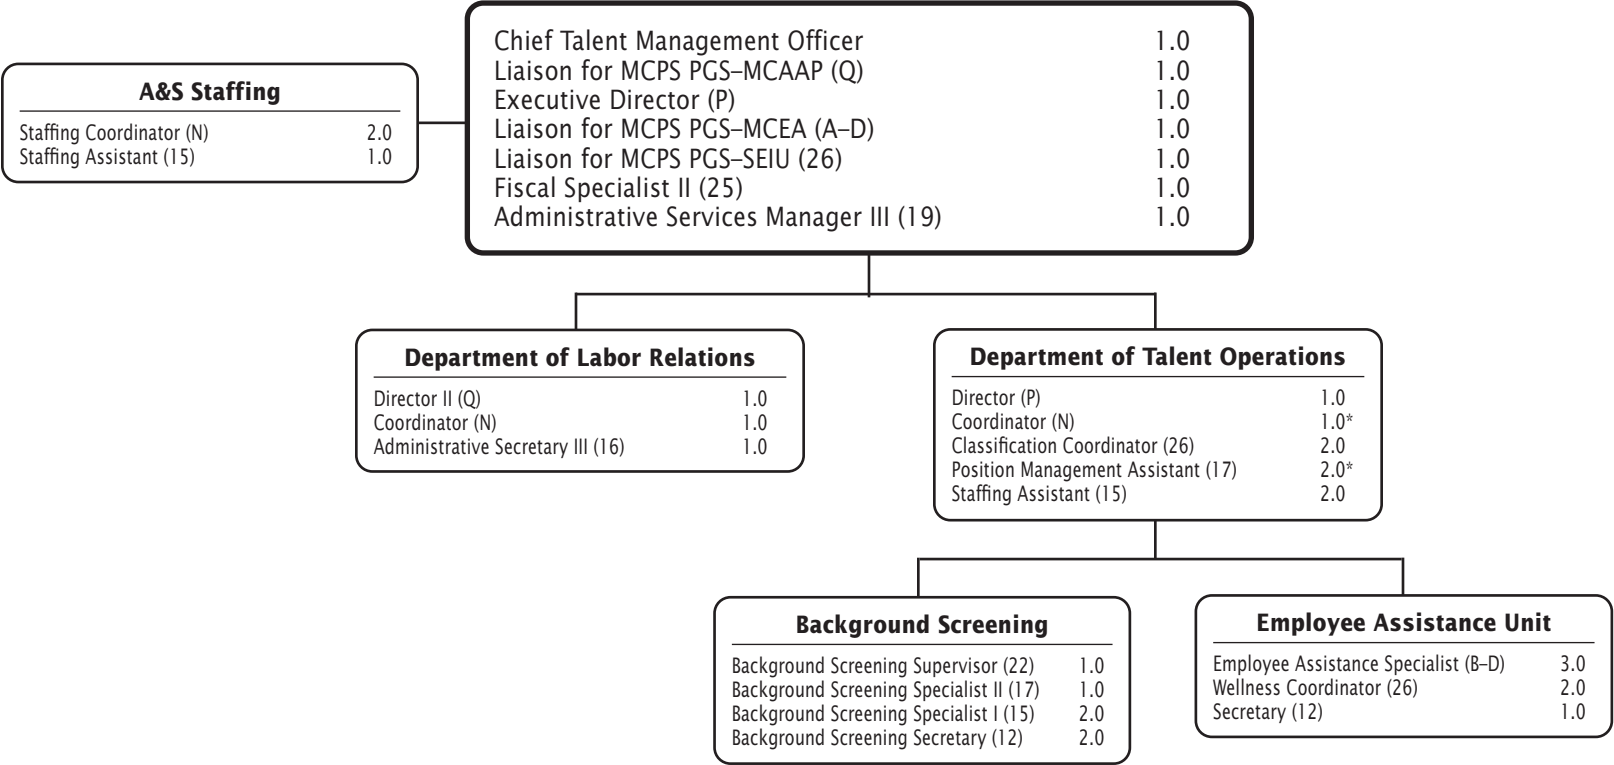 Chief Talent Management Officer 1.0
Liaison for MCPS PGS–MCAAP (Q) 1.0
Executive Director (P) 1.0
Liaison for MCPS PGS–MCEA (A–D) 1.0
Liaison for MCPS PGS–SEIU (26) 1.0
Fiscal Specialist II (25) 1.0
Administrative Services Manager III (19) 1.0
A&S Staffing
Staffing Coordinator (N) 2.0
Staffing Assistant (15) 1.0
Department of Labor Relations
Director II (Q) 1.0
Coordinator (N) 1.0
Administrative Secretary III (16) 1.0
Department of Talent Operations
Director (P) 1.0
Coordinator (N) 1.0*
Classification Coordinator (26) 2.0
Position Management Assistant (17) 2.0*
Staffing Assistant (15) 2.0
Background Screening
Background Screening Supervisor (22) 1.0
Background Screening Specialist II (17) 1.0
Background Screening Specialist I (15) 2.0
Background Screening Secretary (12) 2.0
Employee Assistance Unit
Employee Assistance Specialist (B–D) 3.0
Wellness Coordinator (26) 2.0
Secretary (12) 1.0